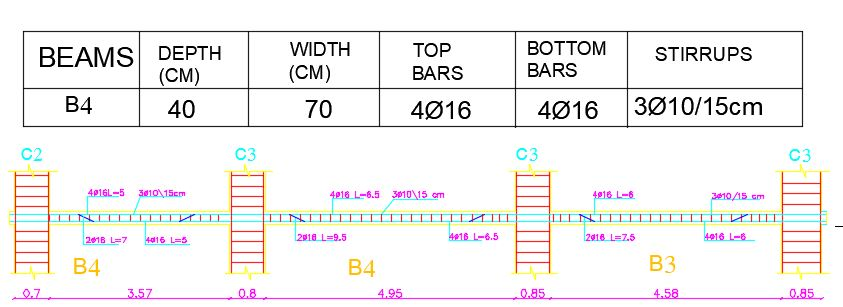 BEAMS DEPTH (CM) WIDTH (CM) TOP BARS BOTTOM BARS STIRRUPS
B4 40 70 4Ø16 4Ø16 3Ø10/15cm
C2 C3 C3 C3
4Ø16L=5 3Ø10\15cm 4Ø16 L=6.5 3Ø10\15 cm 4Ø16 L=6 3Ø10/15 cm
2Ø16 L=7 4Ø16 L=5 2Ø16 L=9.5 4Ø16 L=6.5 2Ø16 L=7.5 4Ø16 L=6
B4 B4 B3
0.7 3.57 0.8 4.95 0.85 4.58 0.85